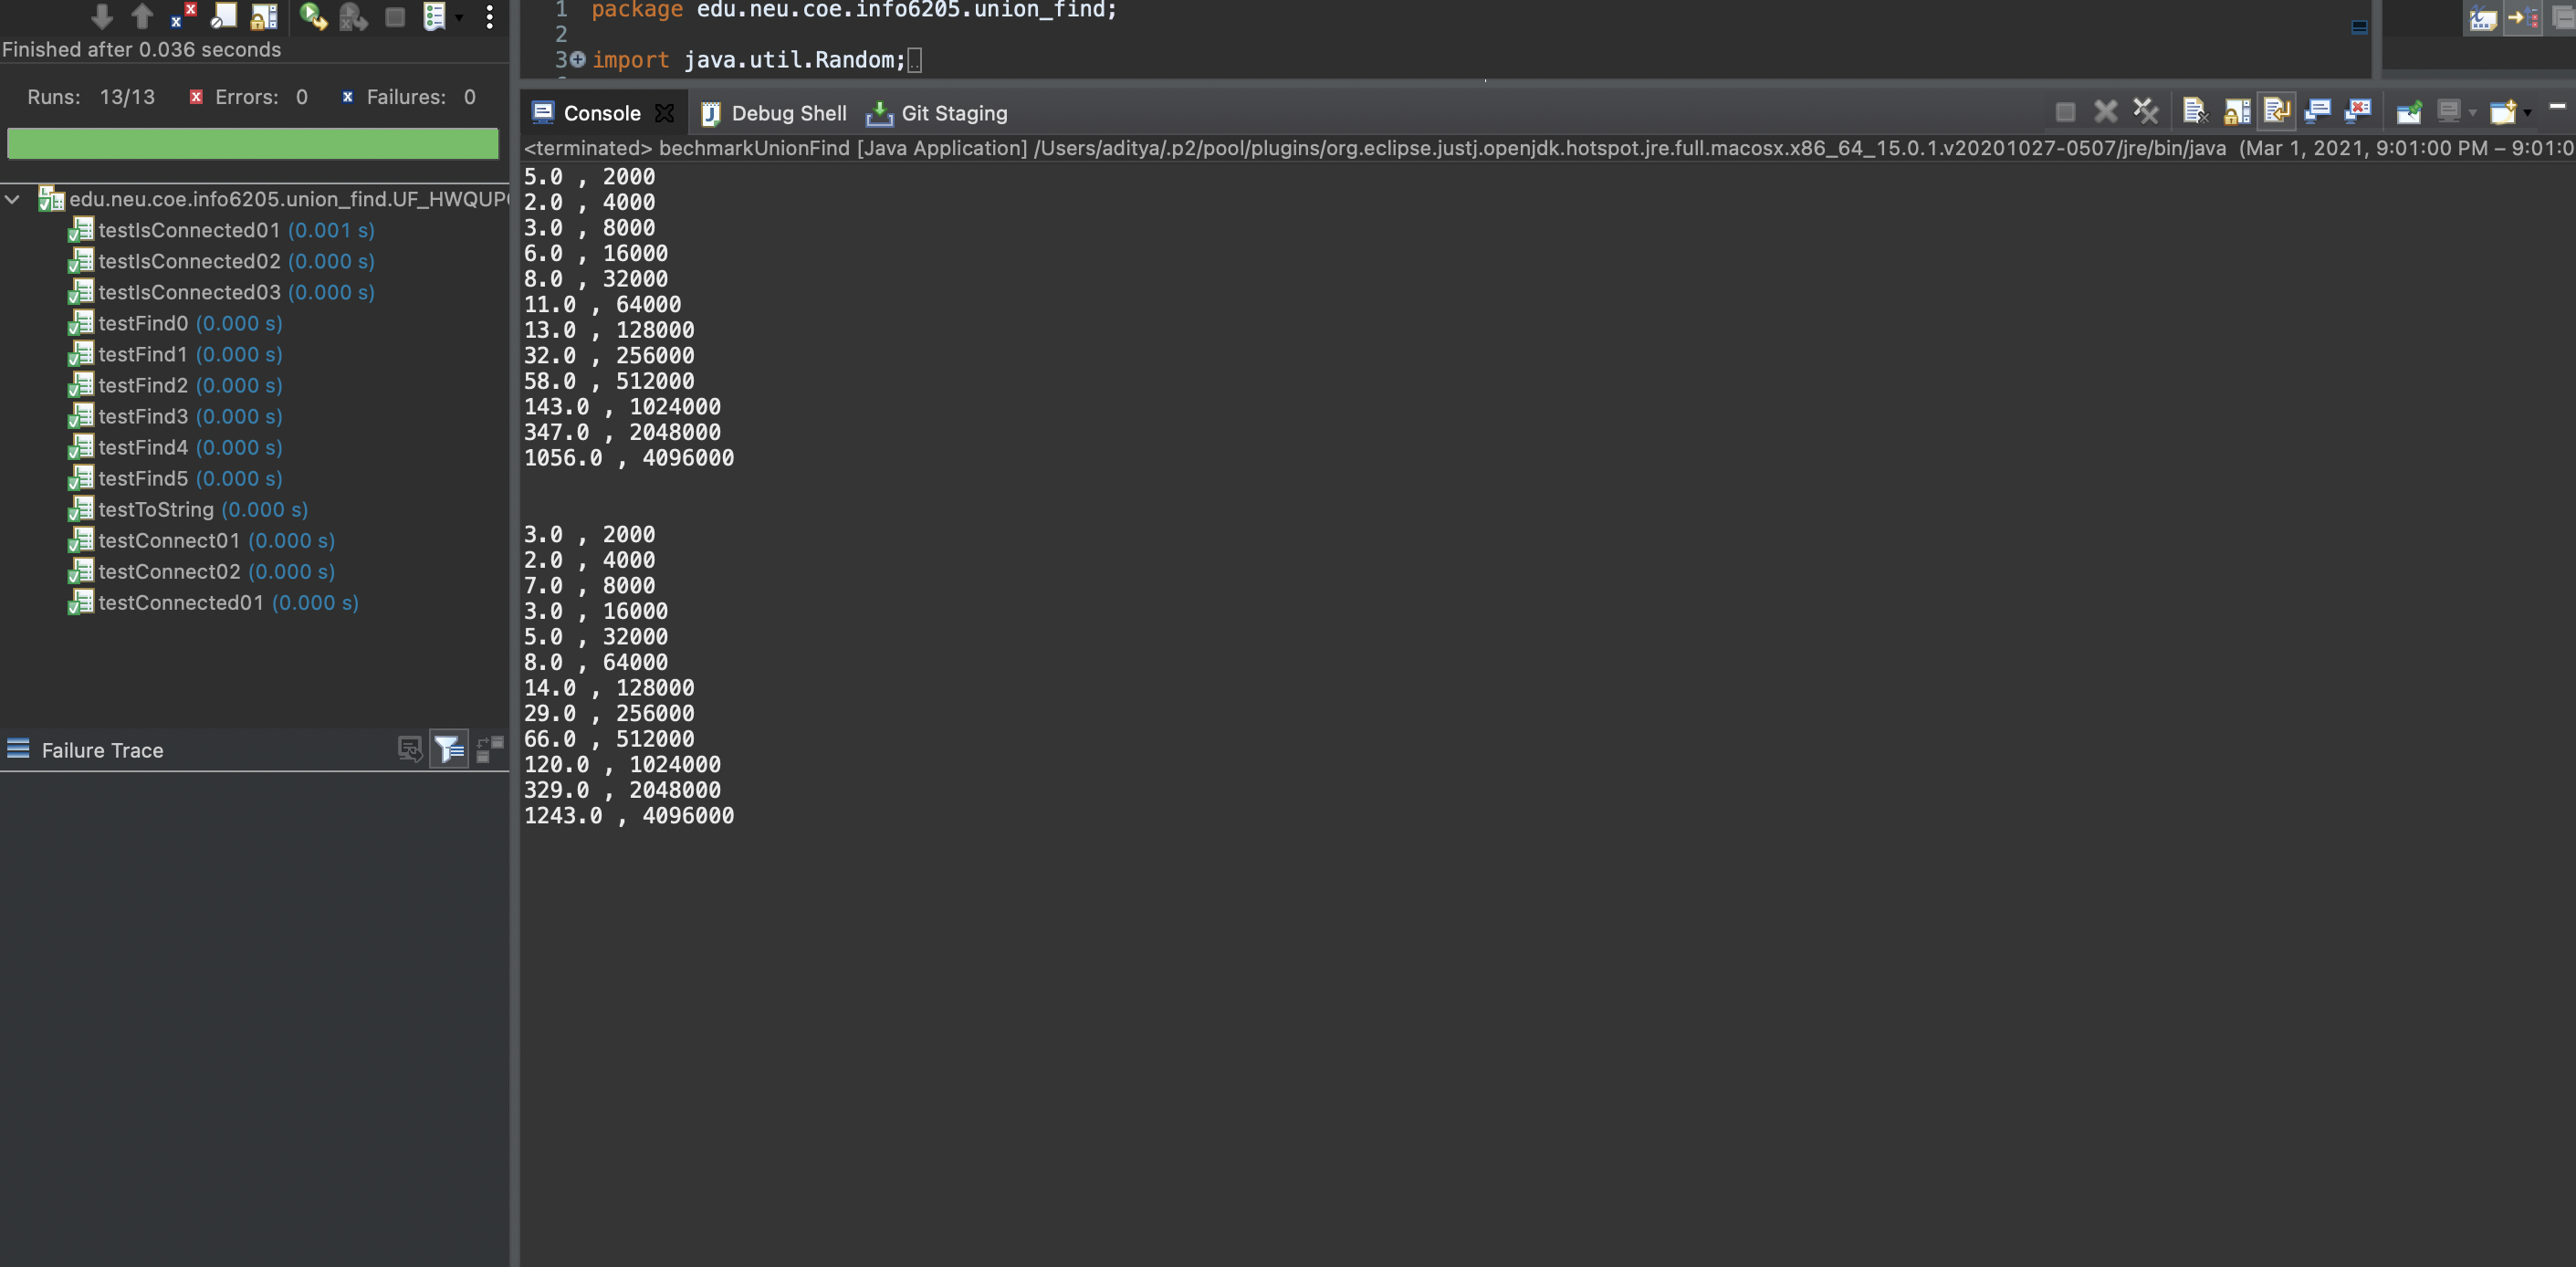 Finished after 0.036 seconds
Runs: 13/13 Errors: 0 Failures: 0
edu.neu.coe.info6205.union_find.UF_HWQUP
testIsConnected01 (0.001 s)
testIsConnected02 (0.000 s)
testIsConnected03 (0.000 s)
testFind0 (0.000 s)
testFind1 (0.000 s)
testFind2 (0.000 s)
testFind3 (0.000 s)
testFind4 (0.000 s)
testFind5 (0.000 s)
testToString (0.000 s)
testConnect01 (0.000 s)
testConnect02 (0.000 s)
testConnected01 (0.000 s)
Failure Trace
1 package edu.neu.coe.info6205.union_find;
2
3 import java.util.Random;
Console Debug Shell Git Staging
<terminated> bechmarkUnionFind [Java Application] /Users/aditya/.p2/pool/plugins/org.eclipse.justj.openjdk.hotspot.jre.full.macosx.x86_64_15.0.1.v20201027-0507/jre/bin/java (Mar 1, 2021, 9:01:00 PM – 9:01:0
5.0 , 2000
2.0 , 4000
3.0 , 8000
6.0 , 16000
8.0 , 32000
11.0 , 64000
13.0 , 128000
32.0 , 256000
58.0 , 512000
143.0 , 1024000
347.0 , 2048000
1056.0 , 4096000
3.0 , 2000
2.0 , 4000
7.0 , 8000
3.0 , 16000
5.0 , 32000
8.0 , 64000
14.0 , 128000
29.0 , 256000
66.0 , 512000
120.0 , 1024000
329.0 , 2048000
1243.0 , 4096000